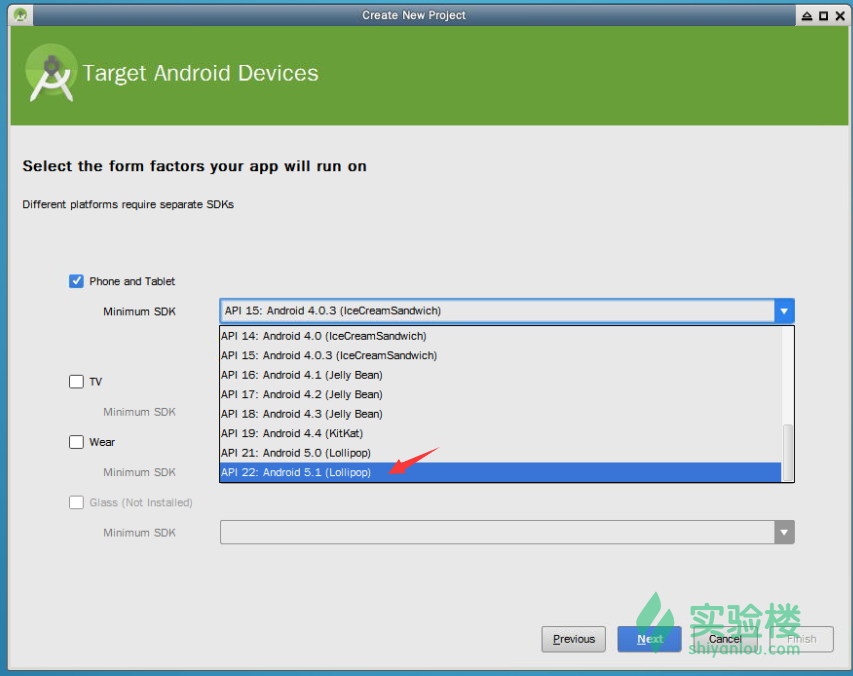 Create New Project
Target Android Devices
Select the form factors your app will run on
Different platforms require separate SDKs
Phone and Tablet
Minimum SDK
API 15: Android 4.0.3 (IceCreamSandwich)
API 14: Android 4.0 (IceCreamSandwich)
API 15: Android 4.0.3 (IceCreamSandwich)
API 16: Android 4.1 (Jelly Bean)
API 17: Android 4.2 (Jelly Bean)
API 18: Android 4.3 (Jelly Bean)
API 19: Android 4.4 (KitKat)
API 21: Android 5.0 (Lollipop)
API 22: Android 5.1 (Lollipop)
TV
Minimum SDK
Wear
Minimum SDK
Glass (Not Installed)
Minimum SDK
Previous
Next
Cancel
Finish
实验楼
shiyanlou.com